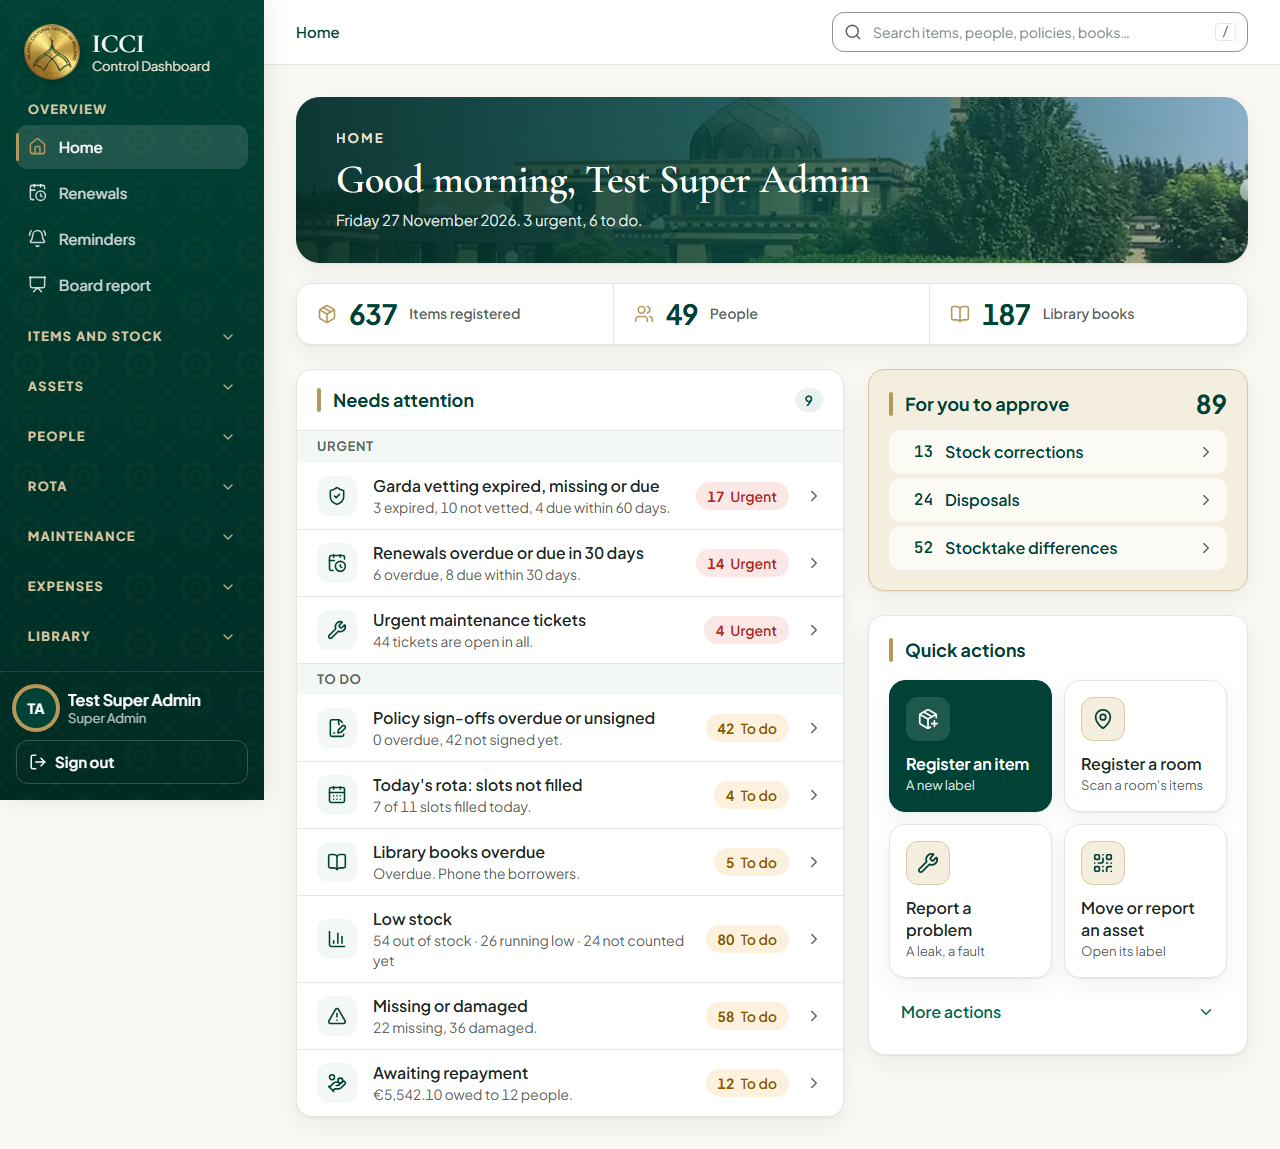 ICCI
Control Dashboard
OVERVIEW
Home
Renewals
Reminders
Board report
ITEMS AND STOCK
ASSETS
PEOPLE
ROTA
MAINTENANCE
EXPENSES
LIBRARY
TA
Test Super Admin
Super Admin
Sign out
Home
Search items, people, policies, books...
/
HOME
Good morning, Test Super Admin
Friday 27 November 2026. 3 urgent, 6 to do.
637 Items registered
49 People
187 Library books
Needs attention
9
URGENT
Garda vetting expired, missing or due
3 expired, 10 not vetted, 4 due within 60 days.
17 Urgent
Renewals overdue or due in 30 days
6 overdue, 8 due within 30 days.
14 Urgent
Urgent maintenance tickets
44 tickets are open in all.
4 Urgent
TO DO
Policy sign-offs overdue or unsigned
0 overdue, 42 not signed yet.
42 To do
Today's rota: slots not filled
7 of 11 slots filled today.
4 To do
Library books overdue
Overdue. Phone the borrowers.
5 To do
Low stock
54 out of stock · 26 running low · 24 not counted
yet
80 To do
Missing or damaged
22 missing, 36 damaged.
58 To do
Awaiting repayment
€5,542.10 owed to 12 people.
12 To do
For you to approve
89
13 Stock corrections
24 Disposals
52 Stocktake differences
Quick actions
Register an item
A new label
Register a room
Scan a room's items
Report a
problem
A leak, a fault
Move or report
an asset
Open its label
More actions